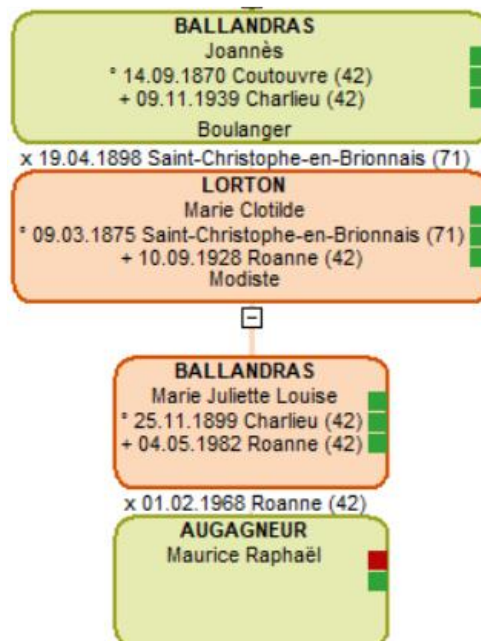 BALLANDRAS
Joannès
° 14.09.1870 Coutouvre (42)
+ 09.11.1939 Charlieu (42)
Boulanger
x 19.04.1898 Saint-Christophe-en-Brionnais (71)
LORTON
Marie Clotilde
° 09.03.1875 Saint-Christophe-en-Brionnais (71)
+ 10.09.1928 Roanne (42)
Modiste
BALLANDRAS
Marie Juliette Louise
° 25.11.1899 Charlieu (42)
+ 04.05.1982 Roanne (42)
x 01.02.1968 Roanne (42)
AUGAGNEUR
Maurice Raphaël